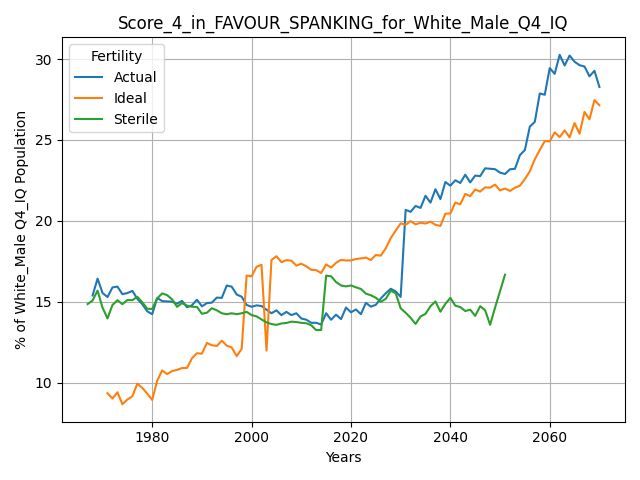 Score_4_in_FAVOUR_SPANKING_for_White_Male_Q4_IQ
Fertility
Actual
Ideal
Sterile
% of White_Male Q4_IQ Population
30
25
20
15
10
1980
2000
2020
2040
2060
Years